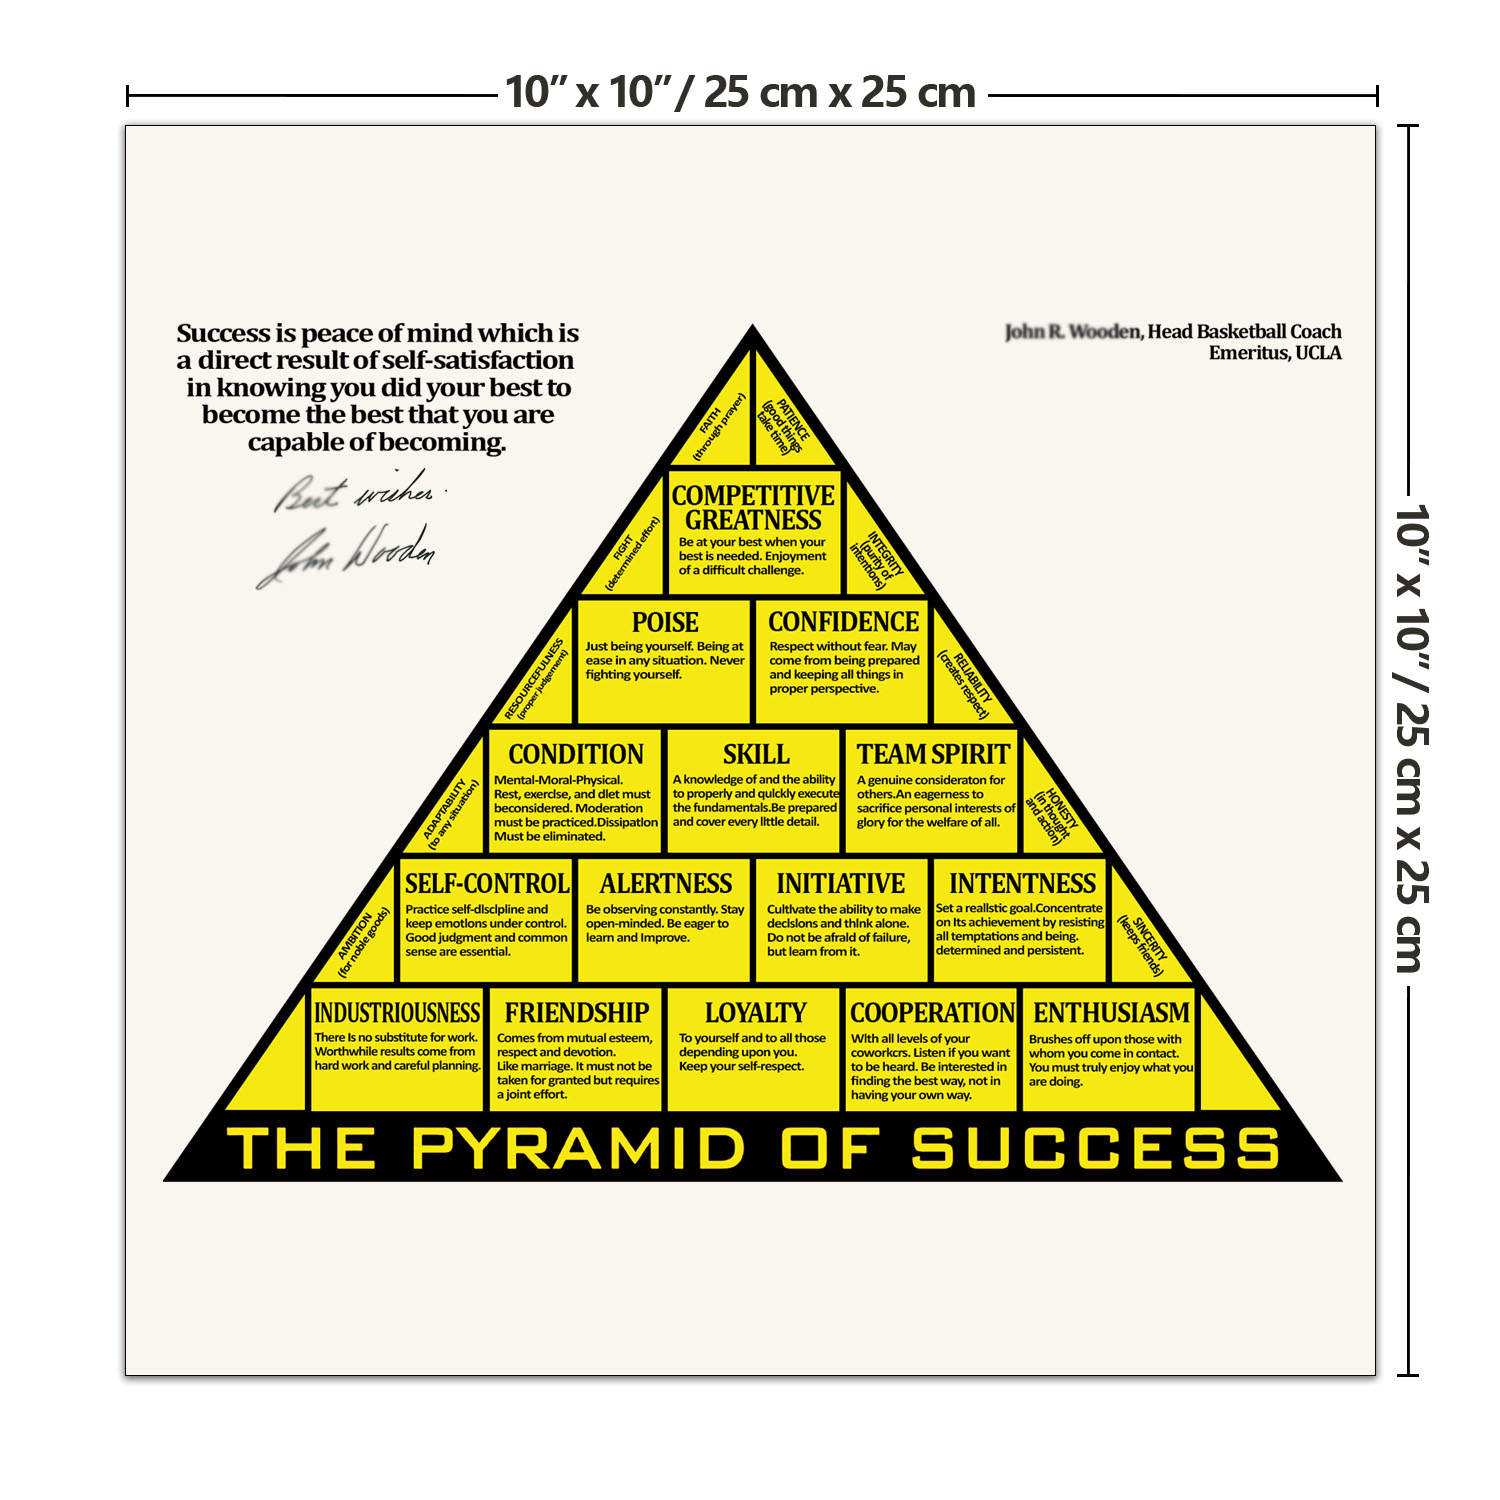 10” x 10” / 25 cm x 25 cm
10” x 10” / 25 cm x 25 cm
Success is peace of mind which is
a direct result of self-satisfaction
in knowing you did your best to
become the best that you are
capable of becoming.
Best wishes
John Wooden
John R. Wooden, Head Basketball Coach
Emeritus, UCLA
FAITH
(through prayer)
PATIENCE
(good things
take time)
FIGHT
(determined effort)
COMPETITIVE
GREATNESS
Be at your best when your
best is needed. Enjoyment
of a difficult challenge.
INTEGRITY
(purity of
intentions)
RESOURCEFULNESS
(proper judgement)
POISE
Just being yourself. Being at
ease in any situation. Never
fighting yourself.
CONFIDENCE
Respect without fear. May
come from being prepared
and keeping all things in
proper perspective.
RELIABILITY
(creates respect)
ADAPTABILITY
(to any situation)
CONDITION
Mental-Moral-Physical.
Rest, exerclse, and dlet must
beconsidered. Moderation
must be practiced.Dissipatlon
Must be eliminated.
SKILL
A knowledge of and the ability
to properly and qulckly execute
the fundamentals.Be prepared
and cover every llttle detail.
TEAM SPIRIT
A genuine consideraton for
others.An eagerness to
sacrifice personal interests of
glory for the welfare of all.
HONESTY
(in thought
and action)
AMBITION
(for noble goods)
SELF-CONTROL
Practice self-dlsclpline and
keep emotlons under control.
Good judgment and common
sense are essential.
ALERTNESS
Be observing constantly. Stay
open-minded. Be eager to
learn and Improve.
INITIATIVE
Cultlvate the ability to make
declslons and thlnk alone.
Do not be afrald of failure,
but learn from it.
INTENTNESS
Set a reallstic goal.Concentrate
on Its achievement by resisting
all temptations and being.
determined and persistent.
SINCERITY
(keeps friends)
INDUSTRIOUSNESS
There Is no substitute for work.
Worthwhile results come from
hard work and careful planning.
FRIENDSHIP
Comes from mutual esteem,
respect and devotion.
Like marriage. It must not be
taken for granted but requires
a joint effort.
LOYALTY
To yourself and to all those
depending upon you.
Keep your self-respect.
COOPERATION
Wlth all levels of your
coworkcrs. Listen if you want
to be heard. Be interested in
finding the best way, not in
having your own way.
ENTHUSIASM
Brushes off upon those with
whom you come in contact.
You must truly enjoy what you
are doing.
THE PYRAMID OF SUCCESS